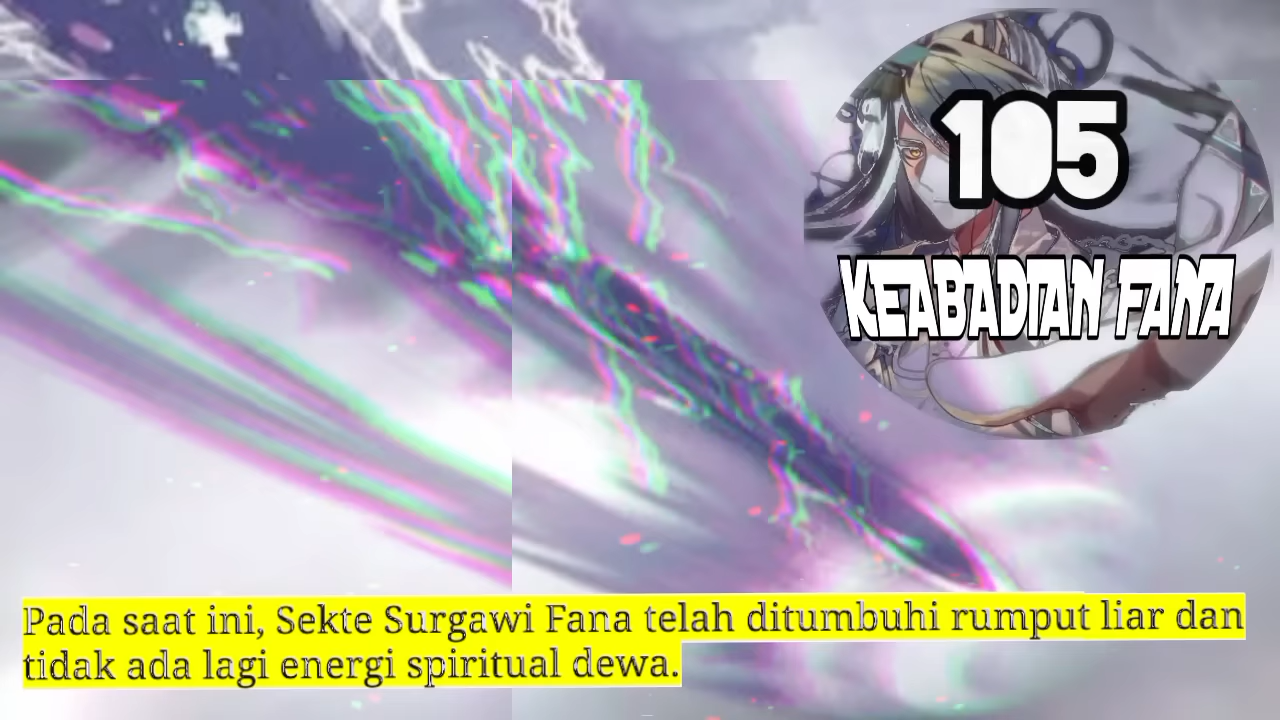 105
KEABADIAN FANA
Pada saat ini, Sekte Surgawi Fana telah ditumbuhi rumput liar dan
tidak ada lagi energi spiritual dewa.